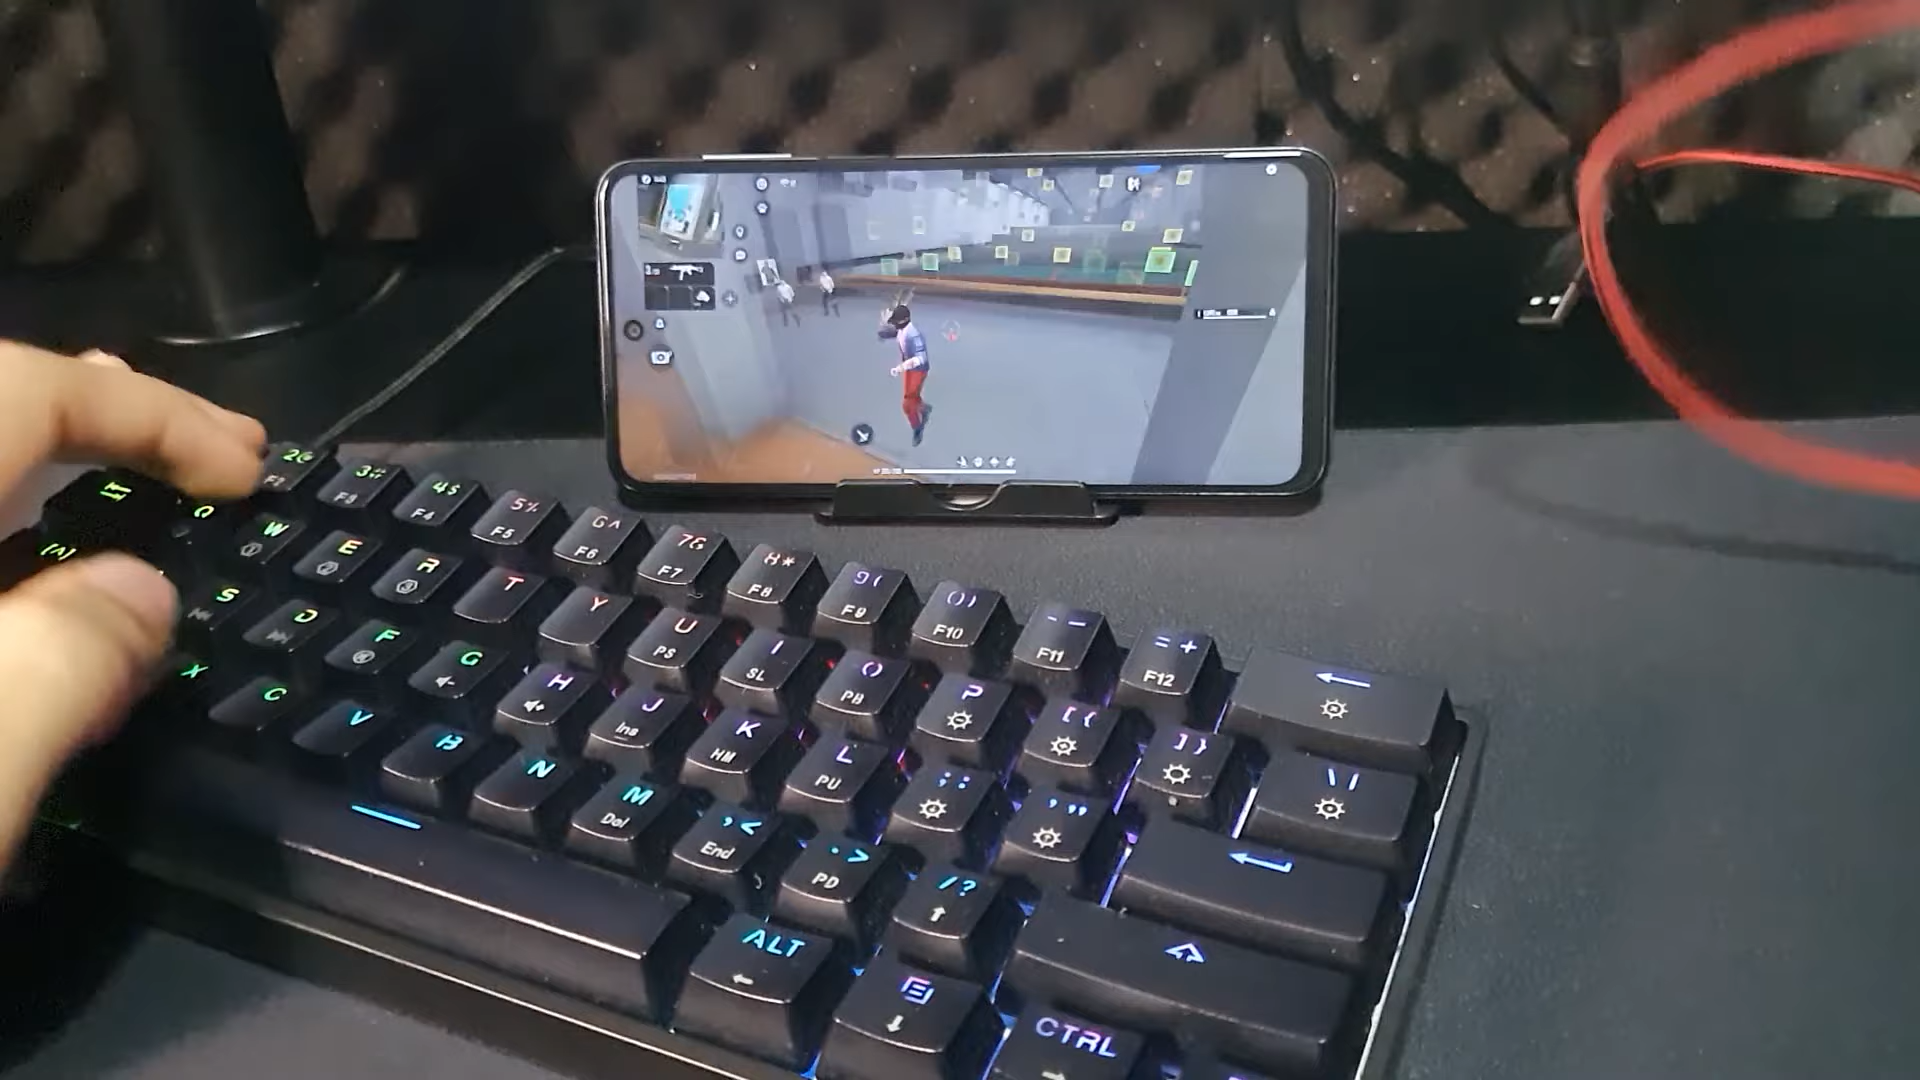 2@ F2
3# F3
4$ F4
5% F5
6^ F6
7& F7
8* F8
9( F9
0) F10
- — F11
= + F12
Q
W
E
R
T
Y
U PS
I SL
O PB
P
[ {
] }
\ |
A
S
D
F
G
H
J Ins
K HM
L PU
; :
' "
X
C
V
B
N
M Del
, < End
. > PD
/ ?
ALT
CTRL